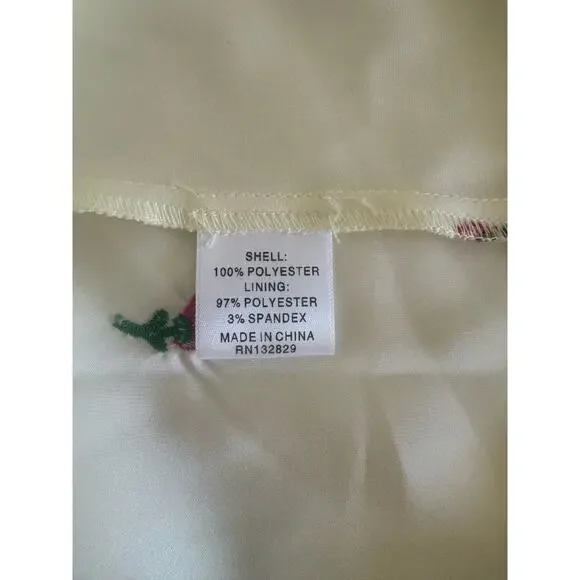 SHELL:
100% POLYESTER
LINING:
97% POLYESTER
3% SPANDEX
MADE IN CHINA
RN132829